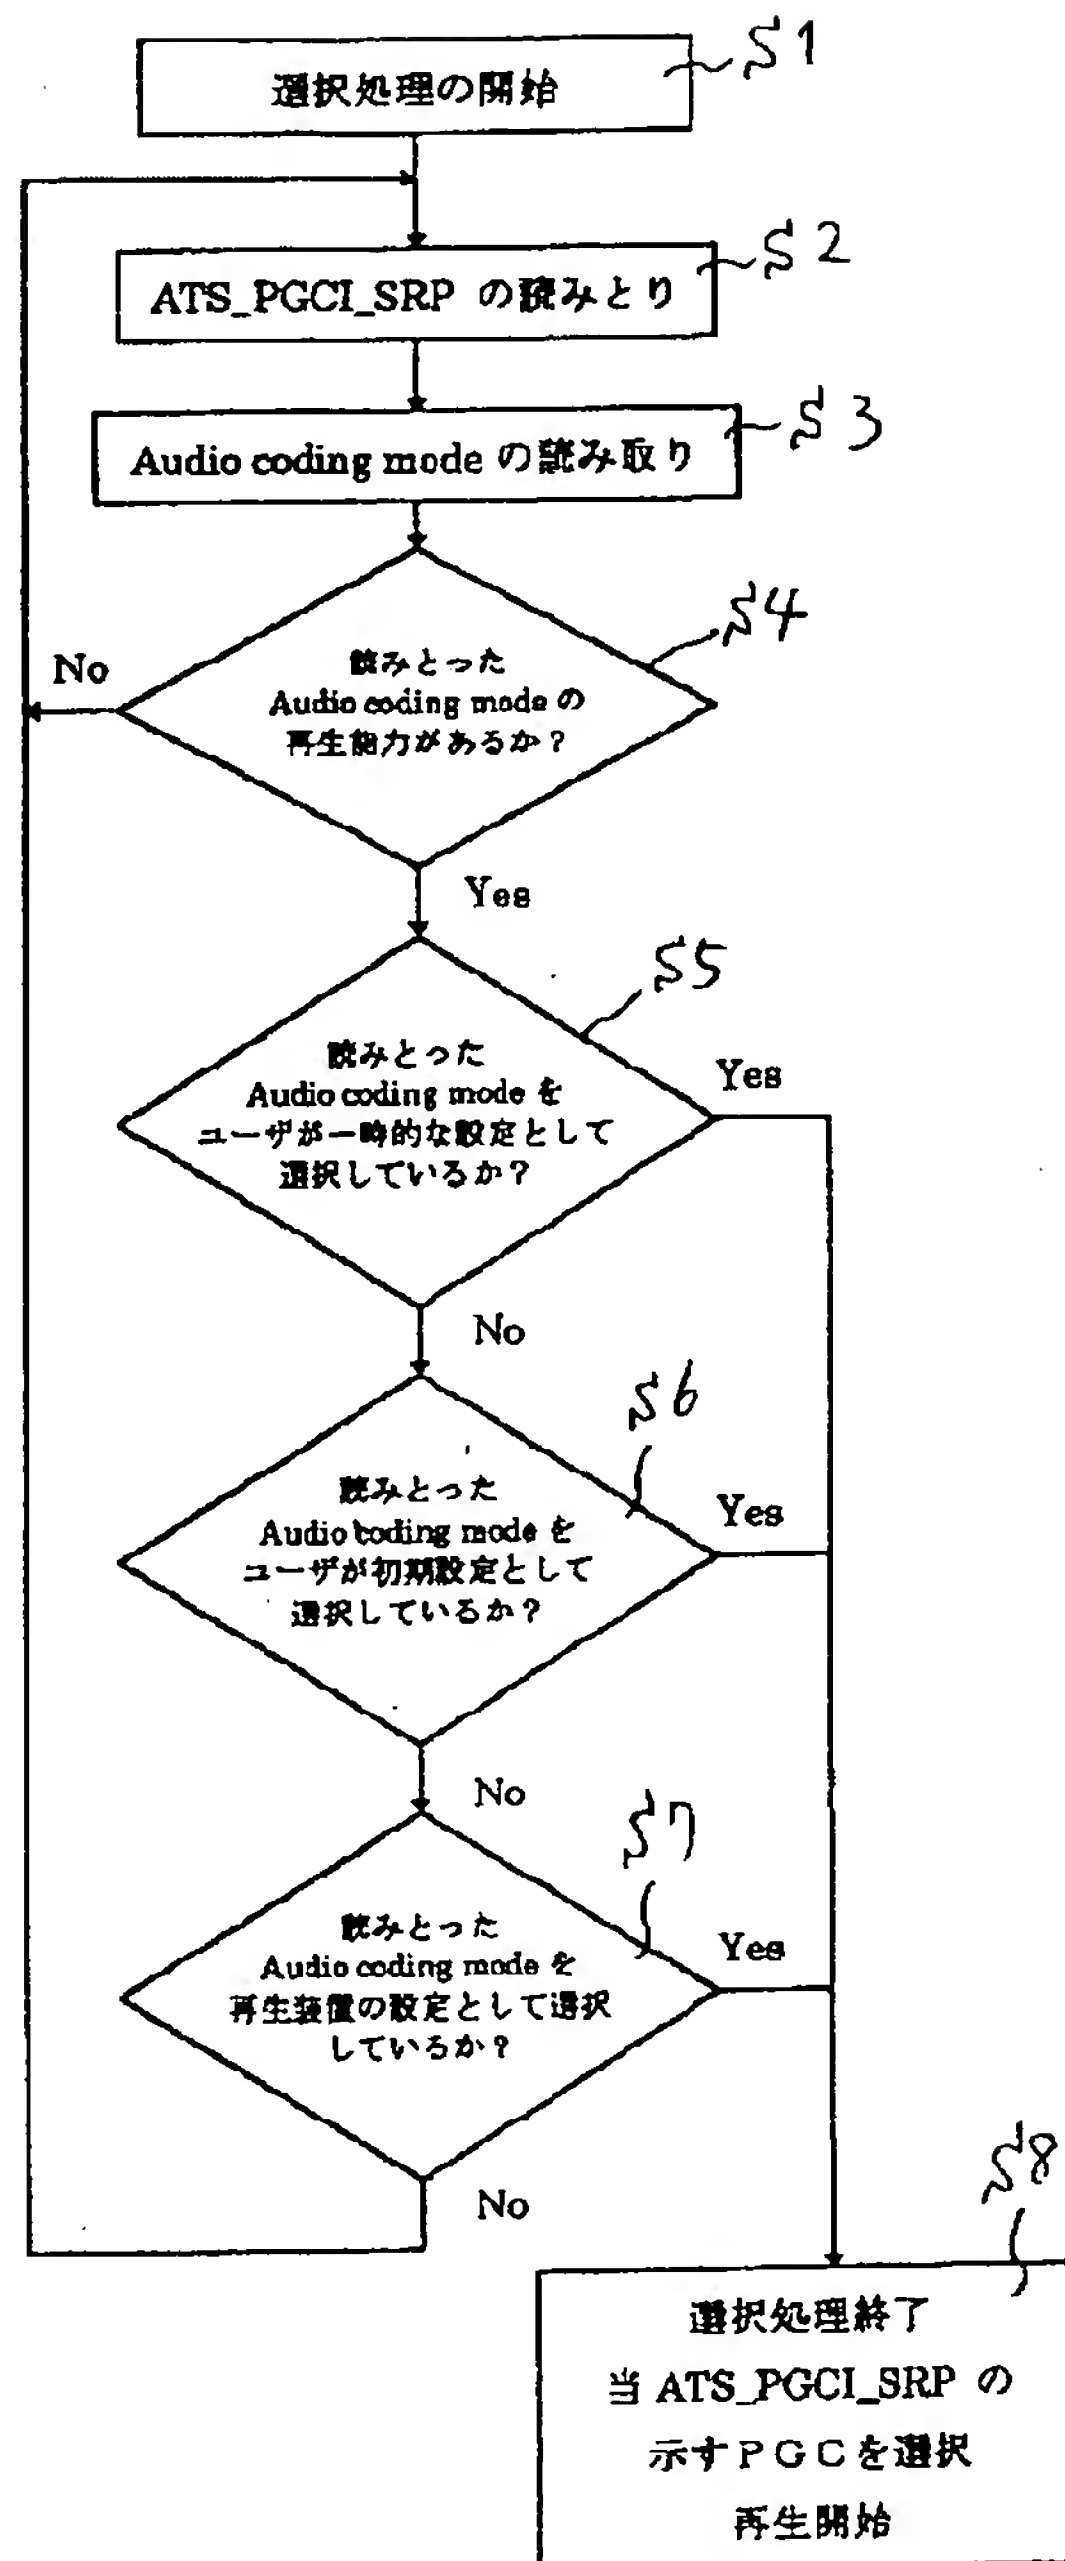 選択処理の開始
S1
ATS_PGCI_SRP の読みとり
S2
Audio coding mode の読み取り
S3
読みとった
Audio coding mode の
再生能力があるか？
S4
No
Yes
読みとった
Audio coding mode を
ユーザが一時的な設定として
選択しているか？
S5
Yes
No
読みとった
Audio coding mode を
ユーザが初期設定として
選択しているか？
S6
Yes
No
読みとった
Audio coding mode を
再生装置の設定として選択
しているか？
S7
Yes
No
S8
選択処理終了
当 ATS_PGCI_SRP の
示すＰＧＣを選択
再生開始